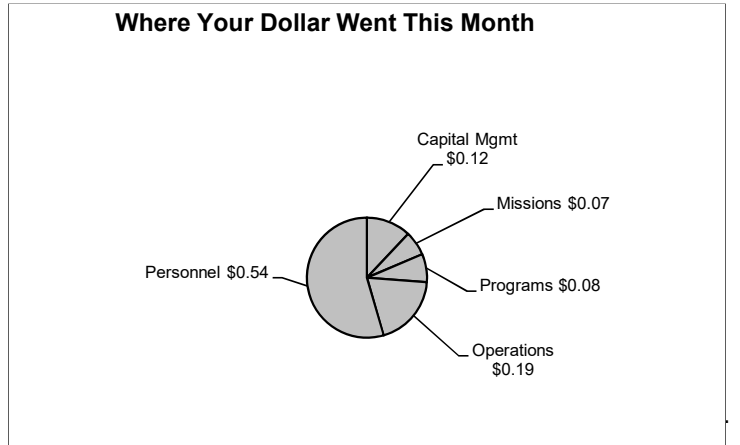 Where Your Dollar Went This Month
Capital Mgmt
$0.12
Missions $0.07
Personnel $0.54
Programs $0.08
Operations
$0.19
.